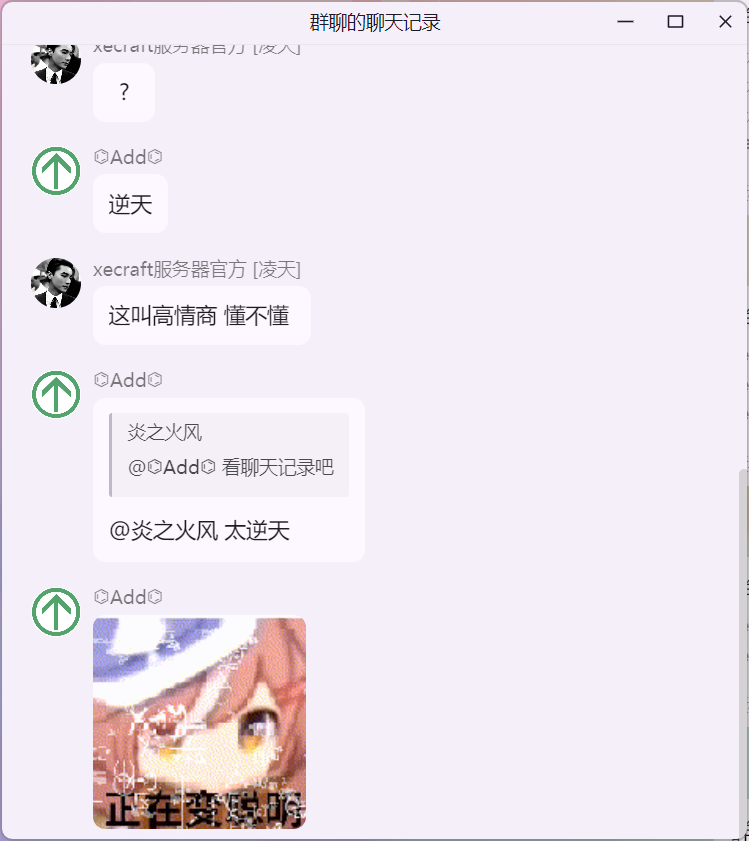 群聊的聊天记录
xecraft服务器官方 [凌天]
?
⌬Add⌬
逆天
xecraft服务器官方 [凌天]
这叫高情商 懂不懂
⌬Add⌬
炎之火风
@⌬Add⌬ 看聊天记录吧
@炎之火风 太逆天
⌬Add⌬
正在变聪明